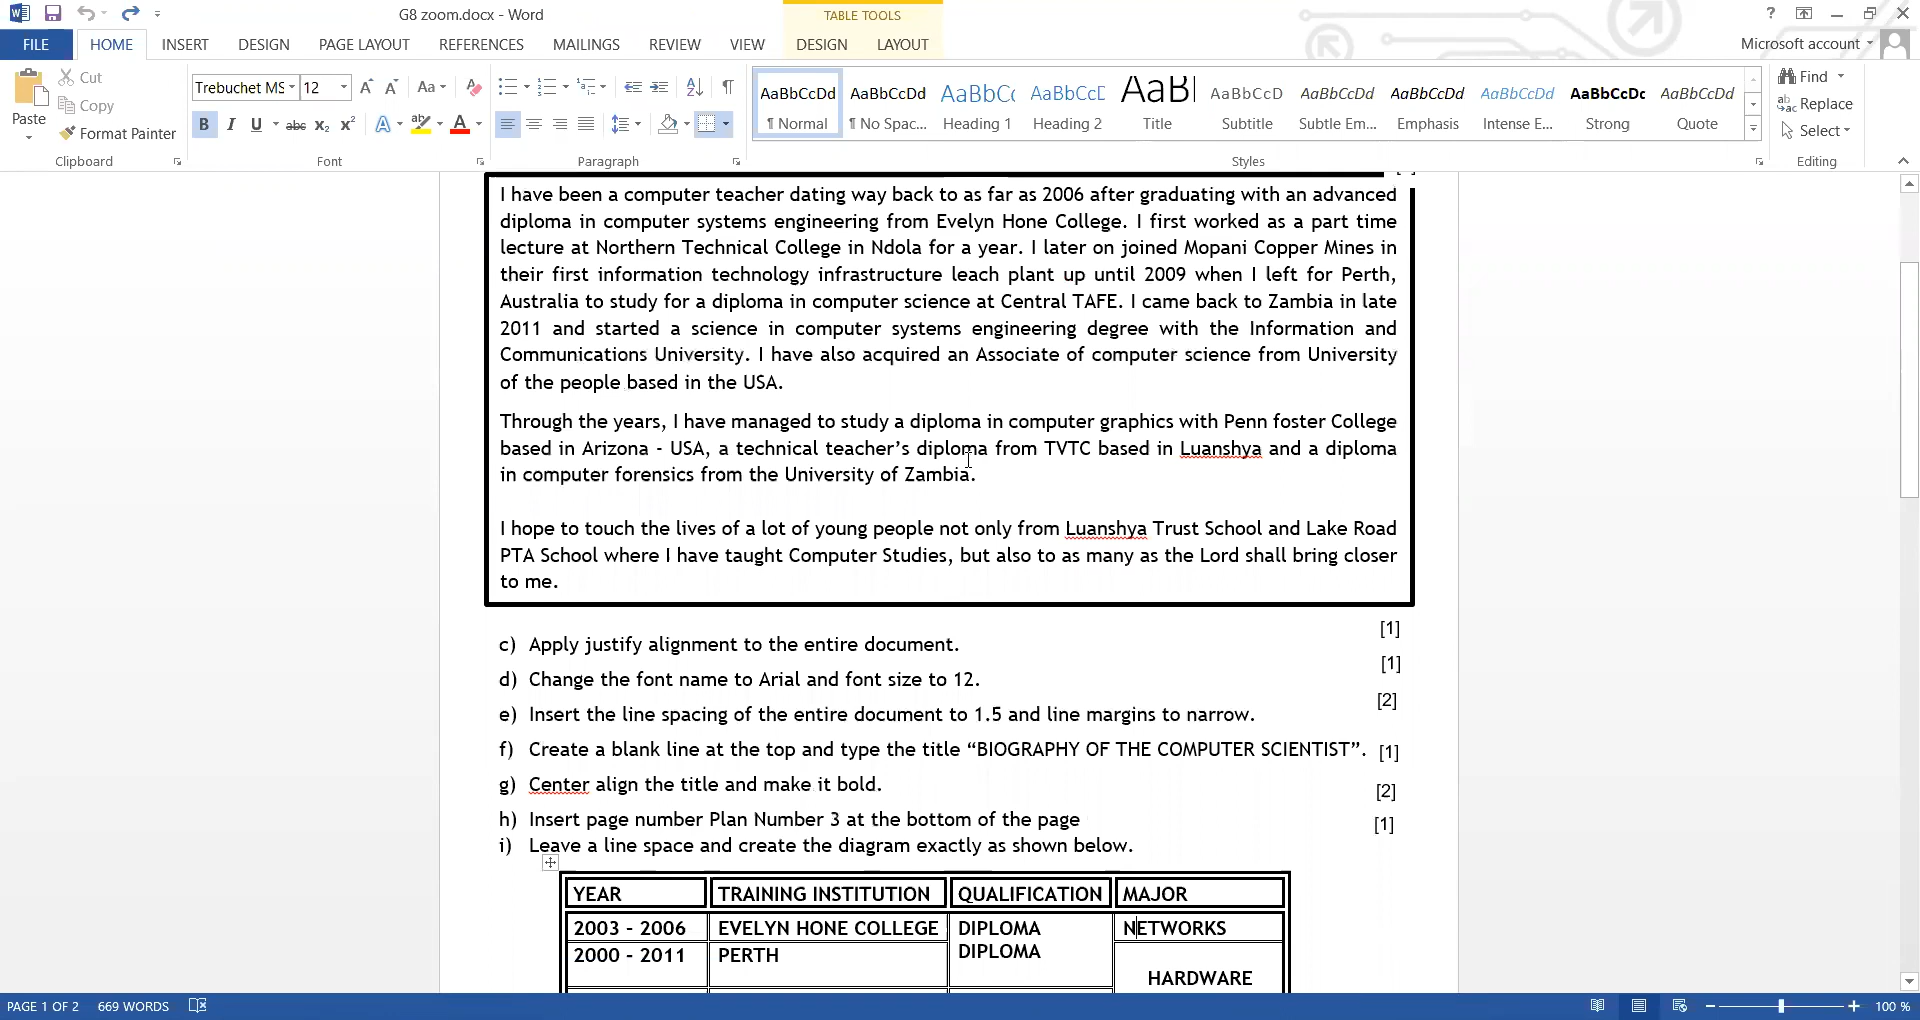 G8 zoom.docx - Word
TABLE TOOLS
FILE HOME INSERT DESIGN PAGE LAYOUT REFERENCES MAILINGS REVIEW VIEW DESIGN LAYOUT
Microsoft account
Paste
Cut
Copy
Format Painter
Clipboard
Trebuchet MS 12
Font
Paragraph
AaBbCcDd AaBbCcDd AaBbC AaBbCcD AaB AaBbCcD AaBbCcDd AaBbCcDd AaBbCcDd AaBbCcDc AaBbCcDd
¶ Normal ¶ No Spac... Heading 1 Heading 2 Title Subtitle Subtle Em... Emphasis Intense E... Strong Quote
Styles
Find
Replace
Select
Editing
I have been a computer teacher dating way back to as far as 2006 after graduating with an advanced
diploma in computer systems engineering from Evelyn Hone College. I first worked as a part time
lecture at Northern Technical College in Ndola for a year. I later on joined Mopani Copper Mines in
their first information technology infrastructure leach plant up until 2009 when I left for Perth,
Australia to study for a diploma in computer science at Central TAFE. I came back to Zambia in late
2011 and started a science in computer systems engineering degree with the Information and
Communications University. I have also acquired an Associate of computer science from University
of the people based in the USA.
Through the years, I have managed to study a diploma in computer graphics with Penn foster College
based in Arizona - USA, a technical teacher’s diploma from TVTC based in Luanshya and a diploma
in computer forensics from the University of Zambia.
I hope to touch the lives of a lot of young people not only from Luanshya Trust School and Lake Road
PTA School where I have taught Computer Studies, but also to as many as the Lord shall bring closer
to me.
c) Apply justify alignment to the entire document. [1]
d) Change the font name to Arial and font size to 12. [1]
e) Insert the line spacing of the entire document to 1.5 and line margins to narrow. [2]
f) Create a blank line at the top and type the title “BIOGRAPHY OF THE COMPUTER SCIENTIST”. [1]
g) Center align the title and make it bold. [2]
h) Insert page number Plan Number 3 at the bottom of the page [1]
i) Leave a line space and create the diagram exactly as shown below.
YEAR TRAINING INSTITUTION QUALIFICATION MAJOR
2003 - 2006 EVELYN HONE COLLEGE DIPLOMA NETWORKS
2000 - 2011 PERTH DIPLOMA
HARDWARE
PAGE 1 OF 2 669 WORDS
100 %